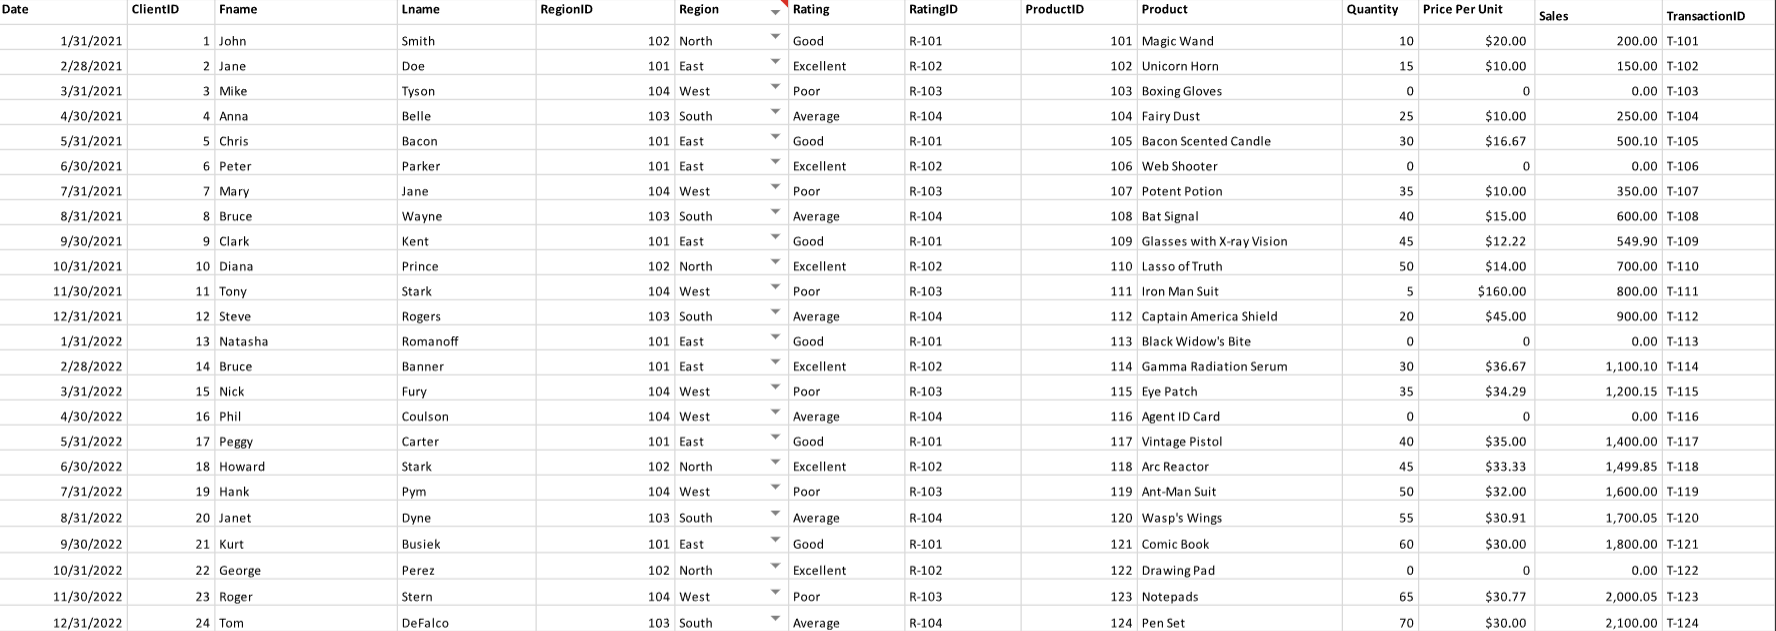 Date ClientID Fname Lname RegionID Region Rating RatingID ProductID Product Quantity Price Per Unit Sales TransactionID
1/31/2021 1 John Smith 102 North Good R-101 101 Magic Wand 10 $20.00 200.00 T-101
2/28/2021 2 Jane Doe 101 East Excellent R-102 102 Unicorn Horn 15 $10.00 150.00 T-102
3/31/2021 3 Mike Tyson 104 West Poor R-103 103 Boxing Gloves 0 0 0.00 T-103
4/30/2021 4 Anna Belle 103 South Average R-104 104 Fairy Dust 25 $10.00 250.00 T-104
5/31/2021 5 Chris Bacon 101 East Good R-101 105 Bacon Scented Candle 30 $16.67 500.10 T-105
6/30/2021 6 Peter Parker 101 East Excellent R-102 106 Web Shooter 0 0 0.00 T-106
7/31/2021 7 Mary Jane 104 West Poor R-103 107 Potent Potion 35 $10.00 350.00 T-107
8/31/2021 8 Bruce Wayne 103 South Average R-104 108 Bat Signal 40 $15.00 600.00 T-108
9/30/2021 9 Clark Kent 101 East Good R-101 109 Glasses with X-ray Vision 45 $12.22 549.90 T-109
10/31/2021 10 Diana Prince 102 North Excellent R-102 110 Lasso of Truth 50 $14.00 700.00 T-110
11/30/2021 11 Tony Stark 104 West Poor R-103 111 Iron Man Suit 5 $160.00 800.00 T-111
12/31/2021 12 Steve Rogers 103 South Average R-104 112 Captain America Shield 20 $45.00 900.00 T-112
1/31/2022 13 Natasha Romanoff 101 East Good R-101 113 Black Widow's Bite 0 0 0.00 T-113
2/28/2022 14 Bruce Banner 101 East Excellent R-102 114 Gamma Radiation Serum 30 $36.67 1,100.10 T-114
3/31/2022 15 Nick Fury 104 West Poor R-103 115 Eye Patch 35 $34.29 1,200.15 T-115
4/30/2022 16 Phil Coulson 104 West Average R-104 116 Agent ID Card 0 0 0.00 T-116
5/31/2022 17 Peggy Carter 101 East Good R-101 117 Vintage Pistol 40 $35.00 1,400.00 T-117
6/30/2022 18 Howard Stark 102 North Excellent R-102 118 Arc Reactor 45 $33.33 1,499.85 T-118
7/31/2022 19 Hank Pym 104 West Poor R-103 119 Ant-Man Suit 50 $32.00 1,600.00 T-119
8/31/2022 20 Janet Dyne 103 South Average R-104 120 Wasp's Wings 55 $30.91 1,700.05 T-120
9/30/2022 21 Kurt Busiek 101 East Good R-101 121 Comic Book 60 $30.00 1,800.00 T-121
10/31/2022 22 George Perez 102 North Excellent R-102 122 Drawing Pad 0 0 0.00 T-122
11/30/2022 23 Roger Stern 104 West Poor R-103 123 Notepads 65 $30.77 2,000.05 T-123
12/31/2022 24 Tom DeFalco 103 South Average R-104 124 Pen Set 70 $30.00 2,100.00 T-124